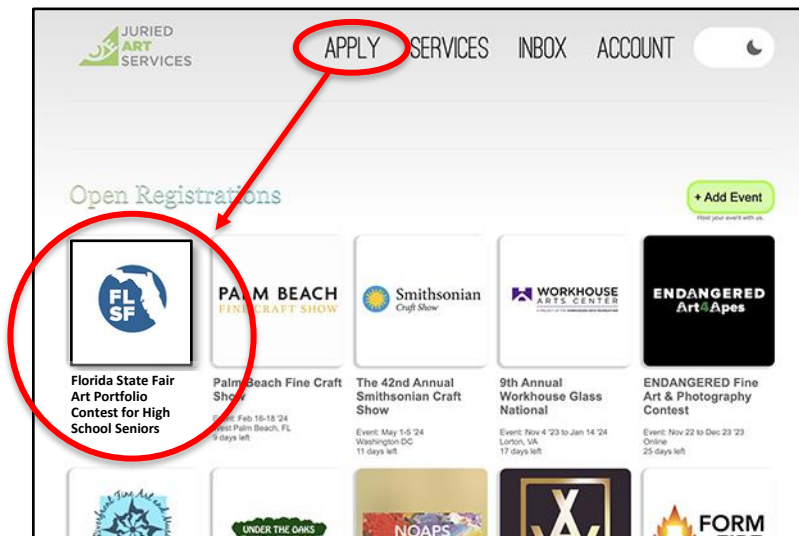 JURIED
ART
SERVICES
APPLY SERVICES INBOX ACCOUNT
Open Registrations
+ Add Event
Host your event with us.
FL
SF
PALM BEACH
FINE CRAFT SHOW
Smithsonian
Craft Show
WORKHOUSE
ARTS CENTER
ENDANGERED
Art4Apes
Florida State Fair
Art Portfolio
Contest for High
School Seniors
Palm Beach Fine Craft
Show
Event: Feb 16-18 '24
West Palm Beach, FL
9 days left
The 42nd Annual
Smithsonian Craft
Show
Event: May 1-5 '24
Washington DC
11 days left
9th Annual
Workhouse Glass
National
Event: Nov 4 '23 to Jan 14 '24
Lorton, VA
17 days left
ENDANGERED Fine
Art & Photography
Contest
Event: Nov 22 to Dec 23 '23
Online
25 days left
Riverfront Fine Art and
UNDER THE OAKS
NOAPS
FORM